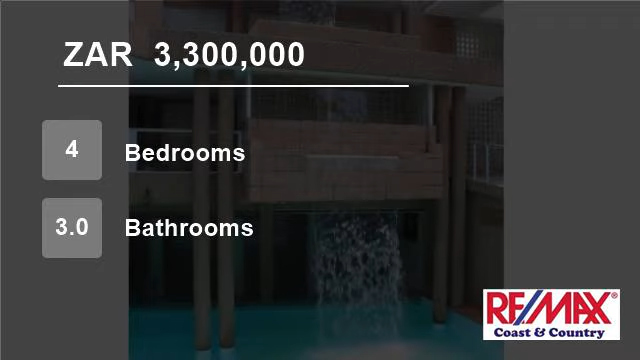 ZAR 3,300,000
4 Bedrooms
3.0 Bathrooms
RE/MAX®
Coast & Country